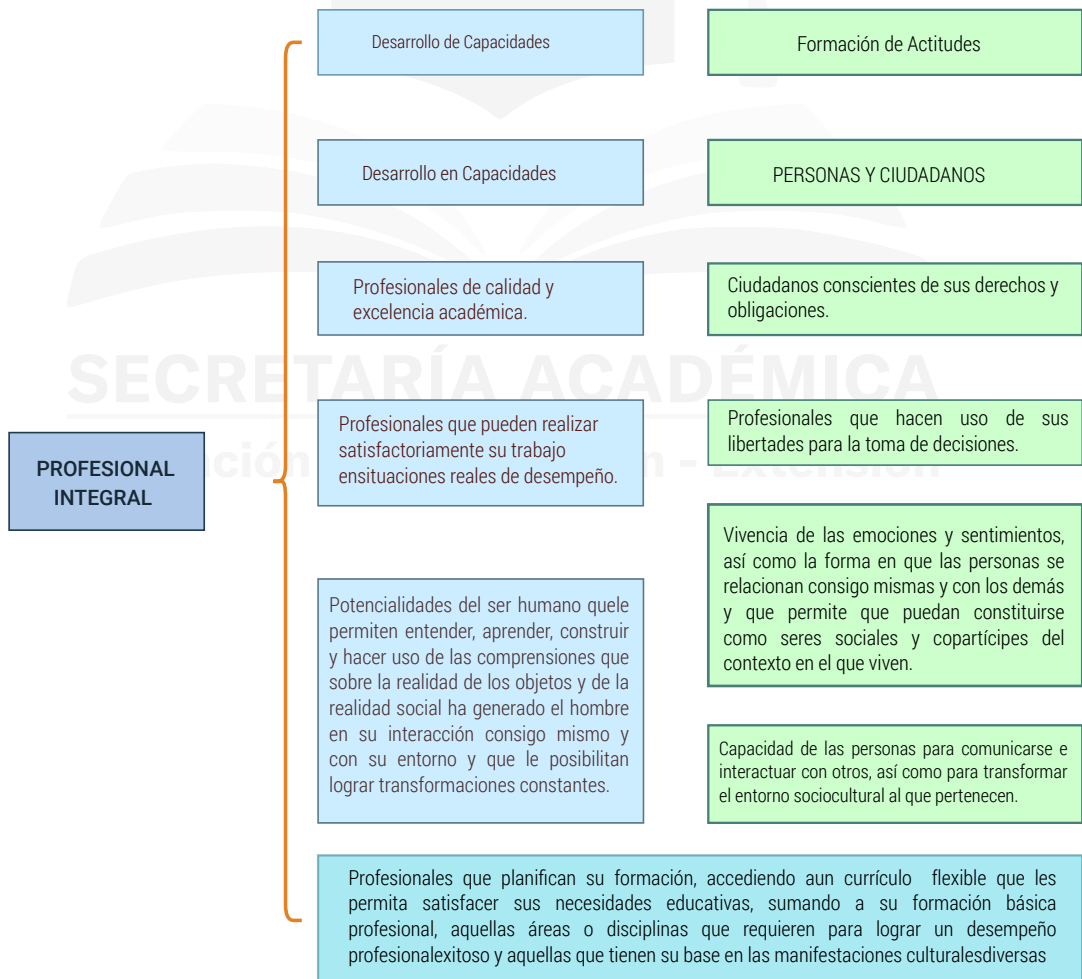 Desarrollo de Capacidades
Formación de Actitudes
Desarrollo en Capacidades
PERSONAS Y CIUDADANOS
Profesionales de calidad y
excelencia académica.
Ciudadanos conscientes de sus derechos y
obligaciones.
SECRETARÍA ACADÉMICA
Profesionales que pueden realizar
satisfactoriamente su trabajo
ensituaciones reales de desempeño.
Profesionales que hacen uso de sus
libertades para la toma de decisiones.
PROFESIONAL
INTEGRAL
ción
n - Extensión
Vivencia de las emociones y sentimientos,
así como la forma en que las personas se
relacionan consigo mismas y con los demás
y que permite que puedan constituirse
como seres sociales y copartícipes del
contexto en el que viven.
Potencialidades del ser humano quele
permiten entender, aprender, construir
y hacer uso de las comprensiones que
sobre la realidad de los objetos y de la
realidad social ha generado el hombre
en su interacción consigo mismo y
con su entorno y que le posibilitan
lograr transformaciones constantes.
Capacidad de las personas para comunicarse e
interactuar con otros, así como para transformar
el entorno sociocultural al que pertenecen.
Profesionales que planifican su formación, accediendo aun currículo flexible que les
permita satisfacer sus necesidades educativas, sumando a su formación básica
profesional, aquellas áreas o disciplinas que requieren para lograr un desempeño
profesionalexitoso y aquellas que tienen su base en las manifestaciones culturalesdiversas